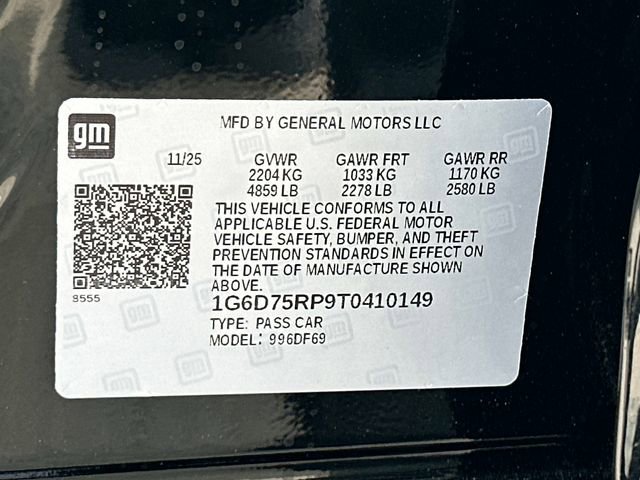 gm
MFD BY GENERAL MOTORS LLC
11/25 GVWR GAWR FRT GAWR RR
2204 KG 1033 KG 1170 KG
4859 LB 2278 LB 2580 LB
THIS VEHICLE CONFORMS TO ALL
APPLICABLE U.S. FEDERAL MOTOR
VEHICLE SAFETY, BUMPER, AND THEFT
PREVENTION STANDARDS IN EFFECT ON
THE DATE OF MANUFACTURE SHOWN
ABOVE.
8555
1G6D75RP9T0410149
TYPE: PASS CAR
MODEL: 996DF69